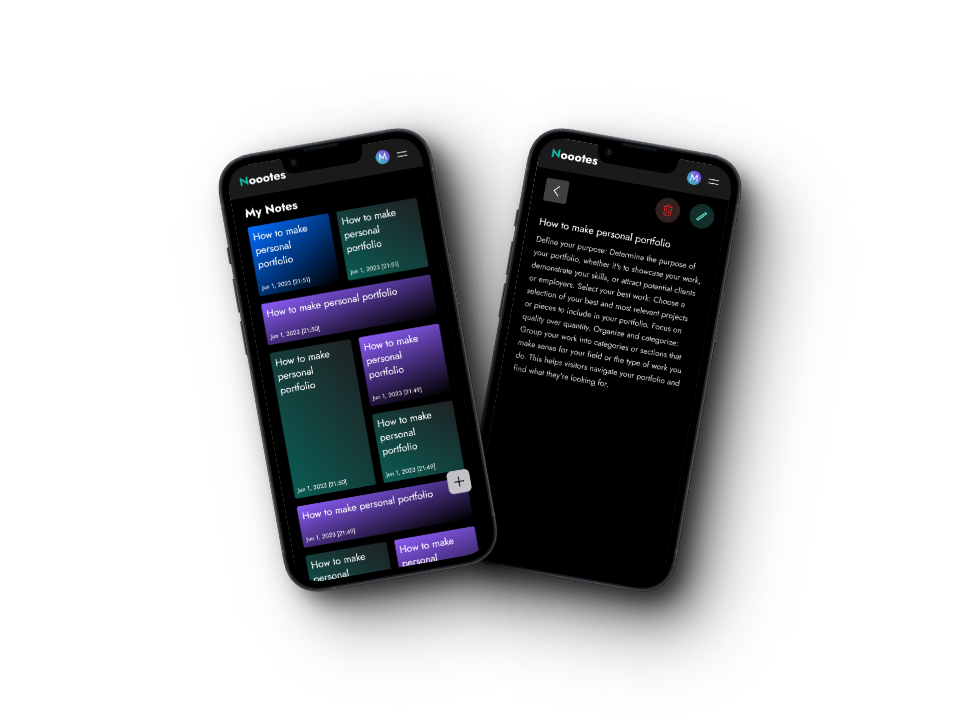 Noootes
M
My Notes
How to make
personal
portfolio
Jun 1, 2023 [21:51]
How to make
personal
portfolio
Jun 1, 2023 [21:51]
How to make personal portfolio
Jun 1, 2023 [21:50]
How to make
personal
portfolio
Jun 1, 2023 [21:50]
How to make
personal
portfolio
Jun 1, 2023 [21:49]
How to make
personal
portfolio
Jun 1, 2023 [21:49]
How to make personal portfolio
Jun 1, 2023 [21:49]
How to make
personal
How to make
personal
Noootes
M
How to make personal portfolio
Define your purpose: Determine the purpose of
your portfolio, whether it's to showcase your work,
demonstrate your skills, or attract potential clients
or employers. Select your best work: Choose a
selection of your best and most relevant projects
or pieces to include in your portfolio. Focus on
quality over quantity. Organize and categorize:
Group your work into categories or sections that
make sense for your field or the type of work you
do. This helps visitors navigate your portfolio and
find what they're looking for.